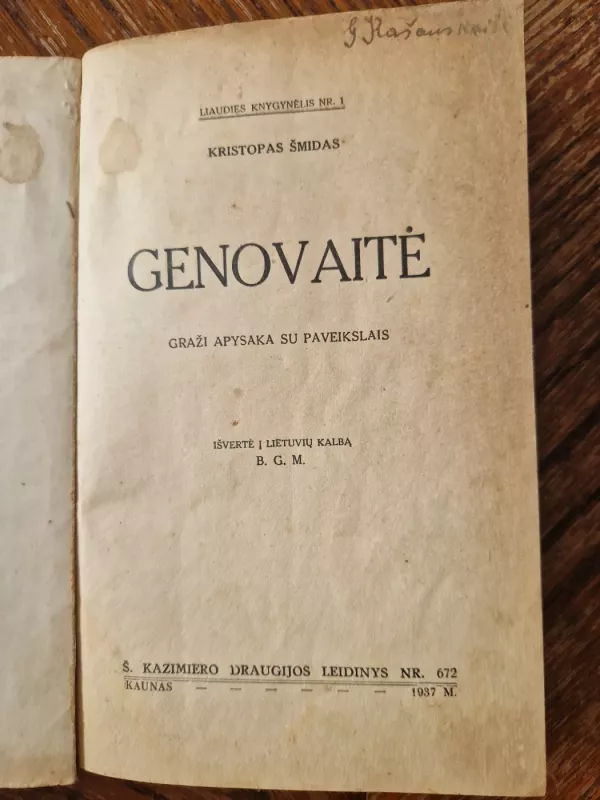 G Kašausкaitė
LIAUDIES KNYGYNĖLIS NR. 1
KRISTOPAS ŠMIDAS
GENOVAITĖ
GRAŽI APYSAKA SU PAVEIKSLAIS
IŠVERTĖ Į LIETUVIŲ KALBĄ
B. G. M.
Š. KAZIMIERO DRAUGIJOS LEIDINYS NR. 672
KAUNAS — — — — — — 1937 M.